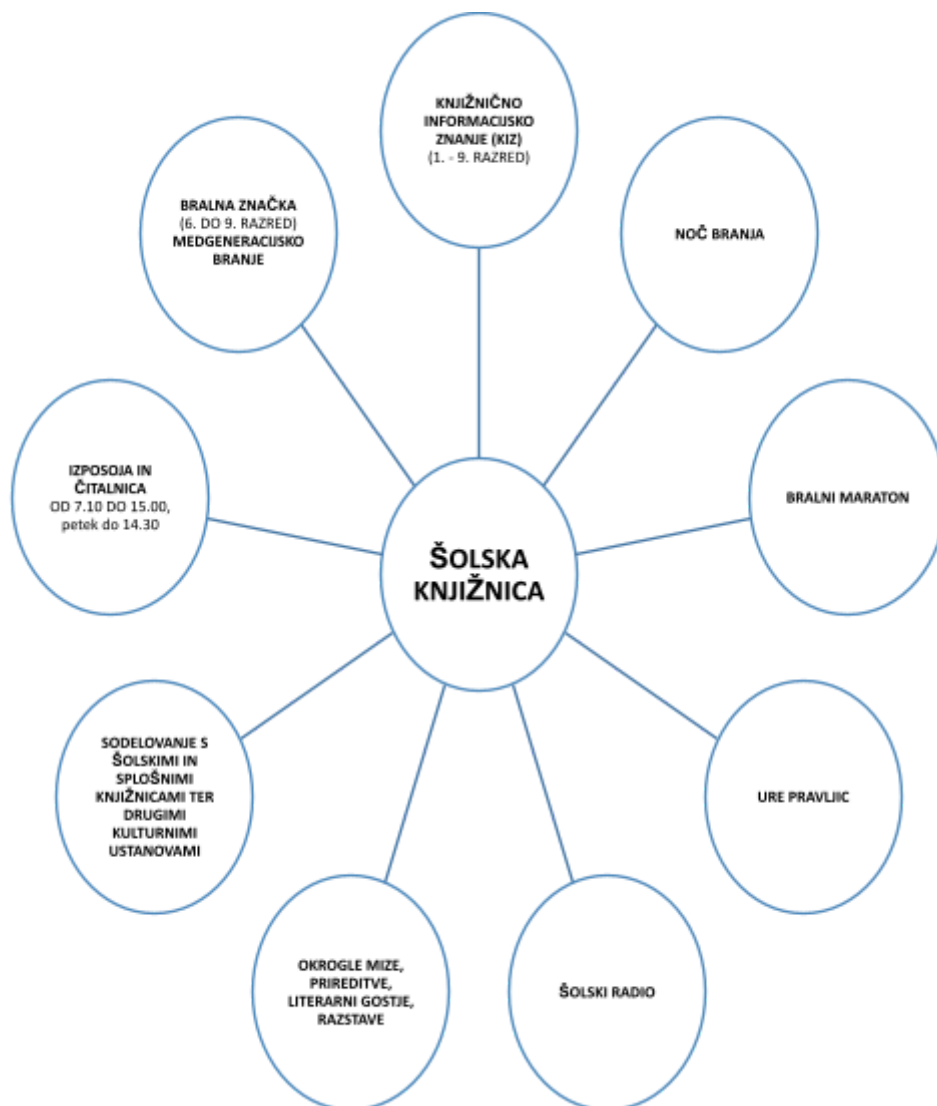 KNJIŽNIČNO
INFORMACIJSKO
ZNANJE (KIZ)
(1. - 9. RAZRED)
BRALNA ZNAČKA
(6. DO 9. RAZRED)
MEDGENERACIJSKO
BRANJE
NOČ BRANJA
IZPOSOJA IN
ČITALNICA
OD 7.10 DO 15.00,
petek do 14.30
BRALNI MARATON
ŠOLSKA
KNJIŽNICA
SODELOVANJE S
ŠOLSKIMI IN
SPLOŠNIMI
KNJIŽNICAMI TER
DRUGIMI
KULTURNIMI
USTANOVAMI
URE PRAVLJIC
OKROGLE MIZE,
PRIREDITVE,
LITERARNI GOSTJE,
RAZSTAVE
ŠOLSKI RADIO